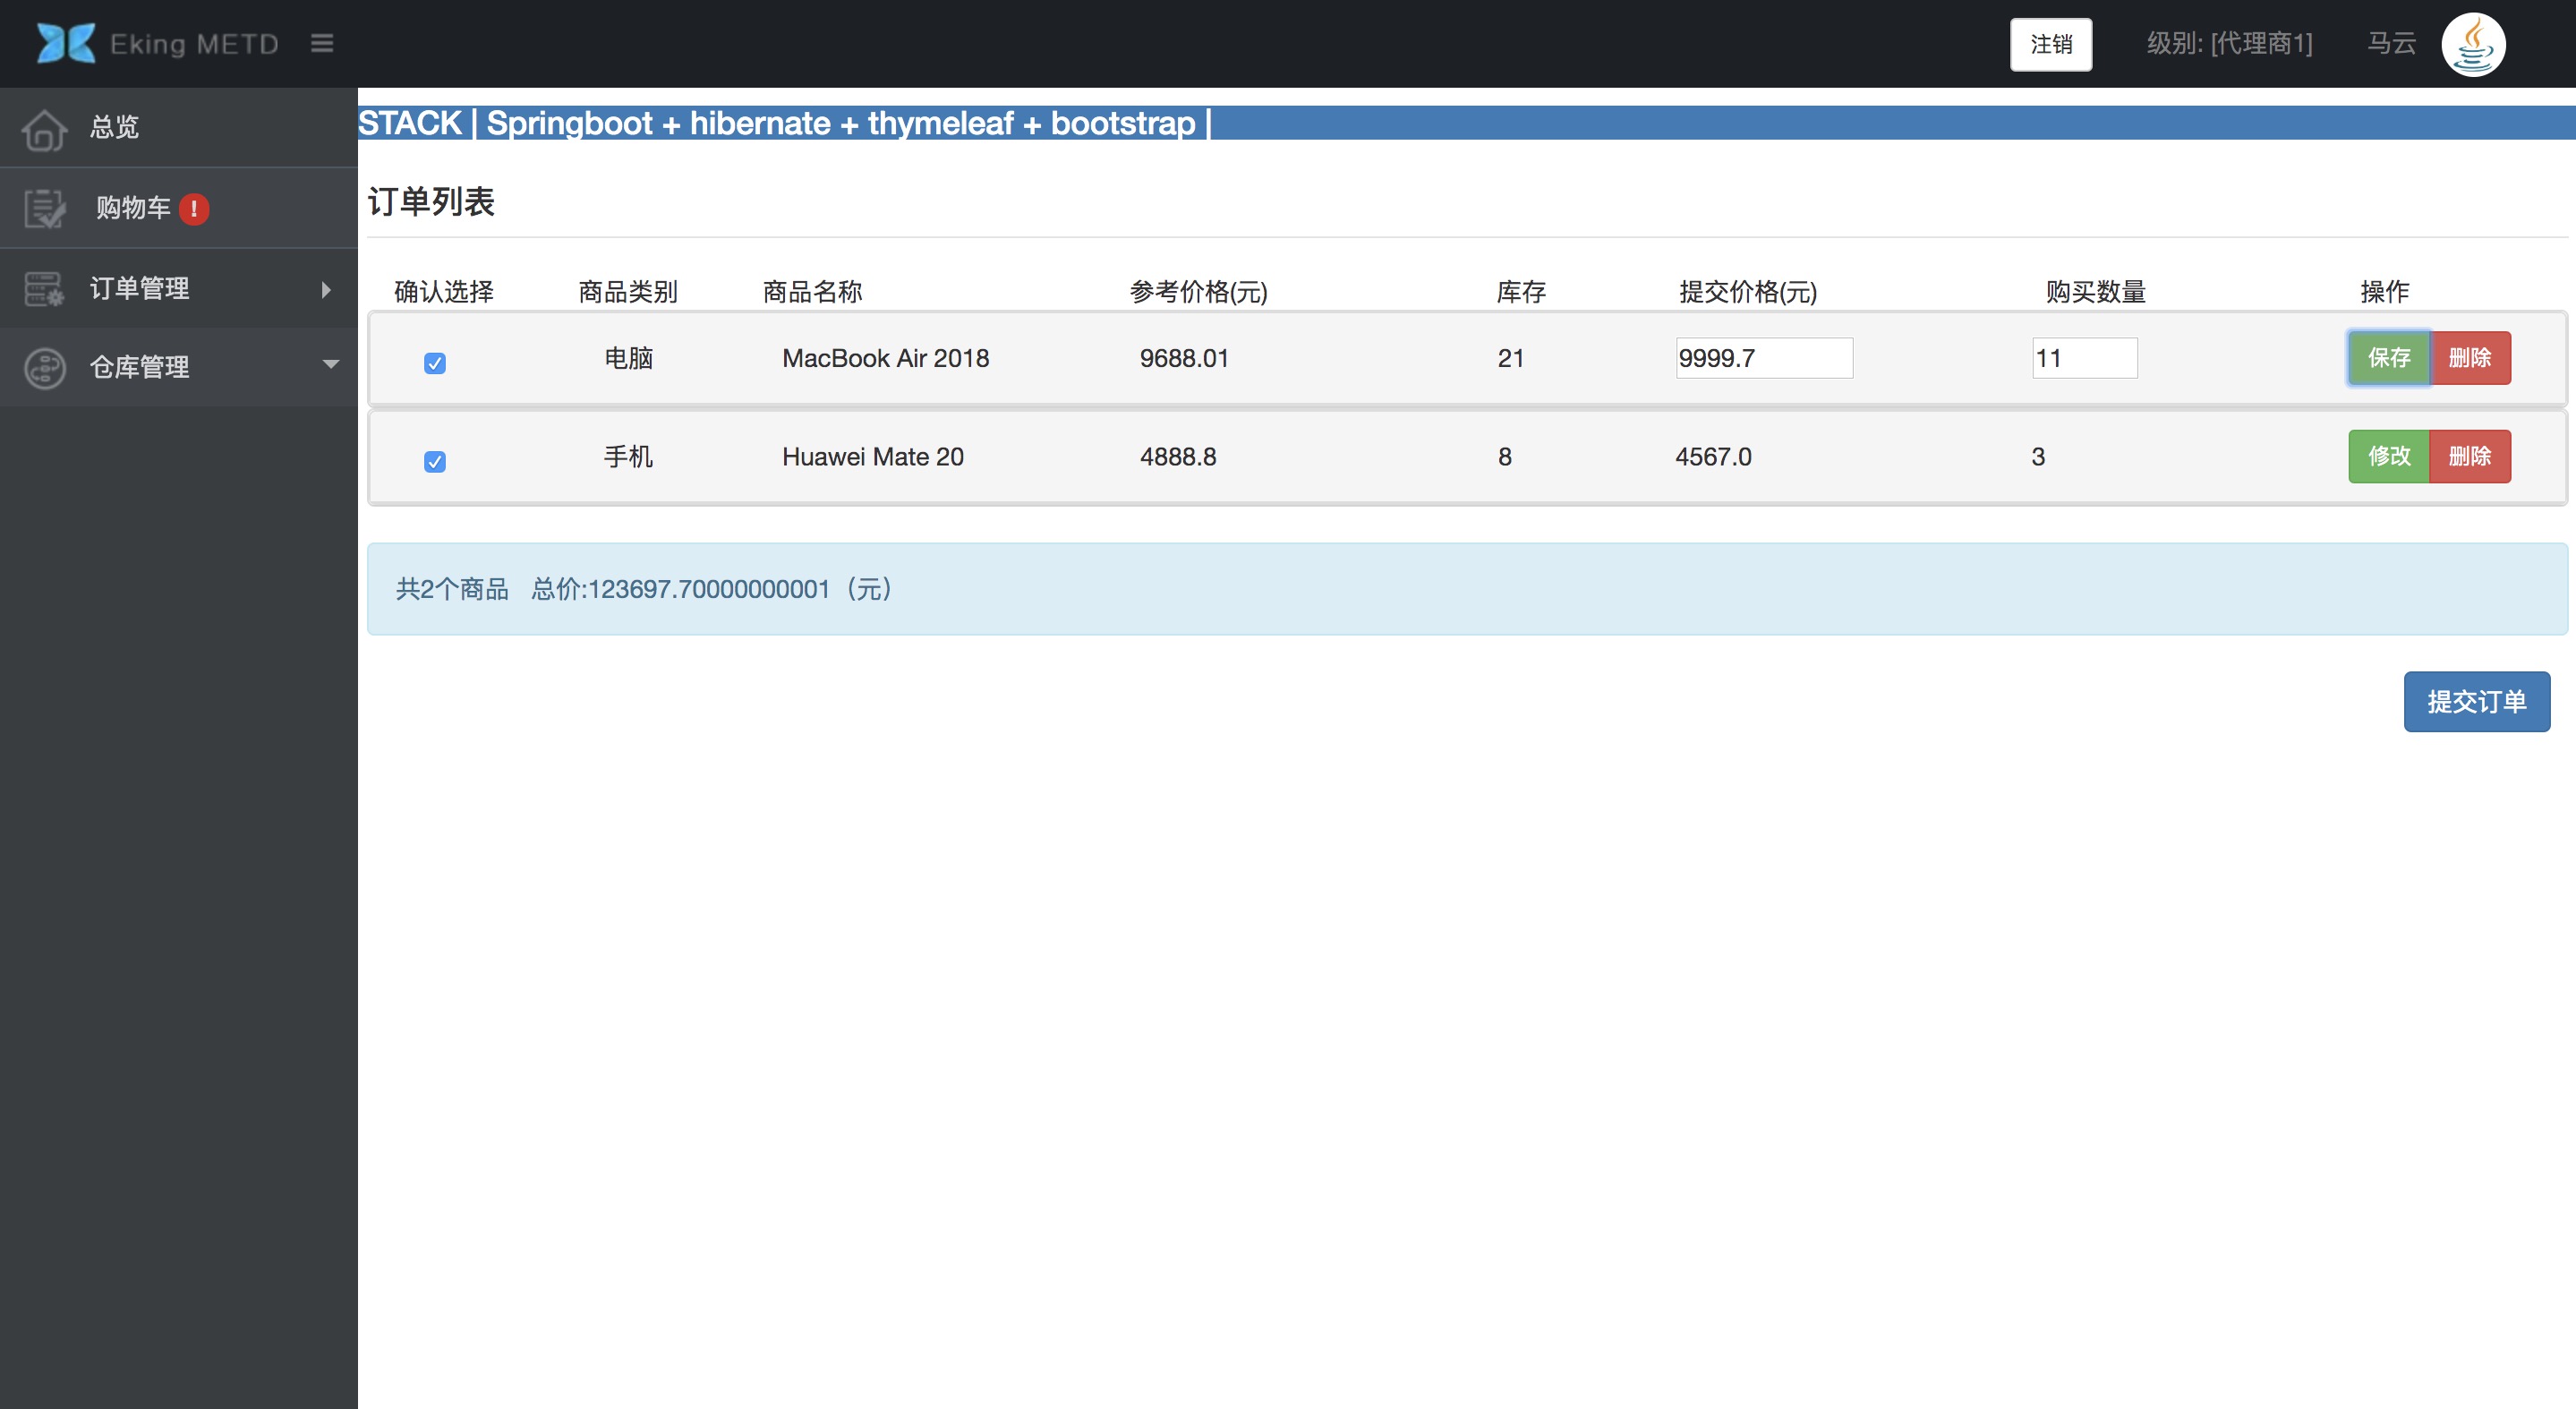 Eking METD
注销 级别: [代理商1] 马云
总览
购物车 !
订单管理
仓库管理
STACK | Springboot + hibernate + thymeleaf + bootstrap |
订单列表
确认选择 商品类别 商品名称 参考价格(元) 库存 提交价格(元) 购买数量 操作
电脑 MacBook Air 2018 9688.01 21 9999.7 11 保存 删除
手机 Huawei Mate 20 4888.8 8 4567.0 3 修改 删除
共2个商品 总价:123697.70000000001（元）
提交订单